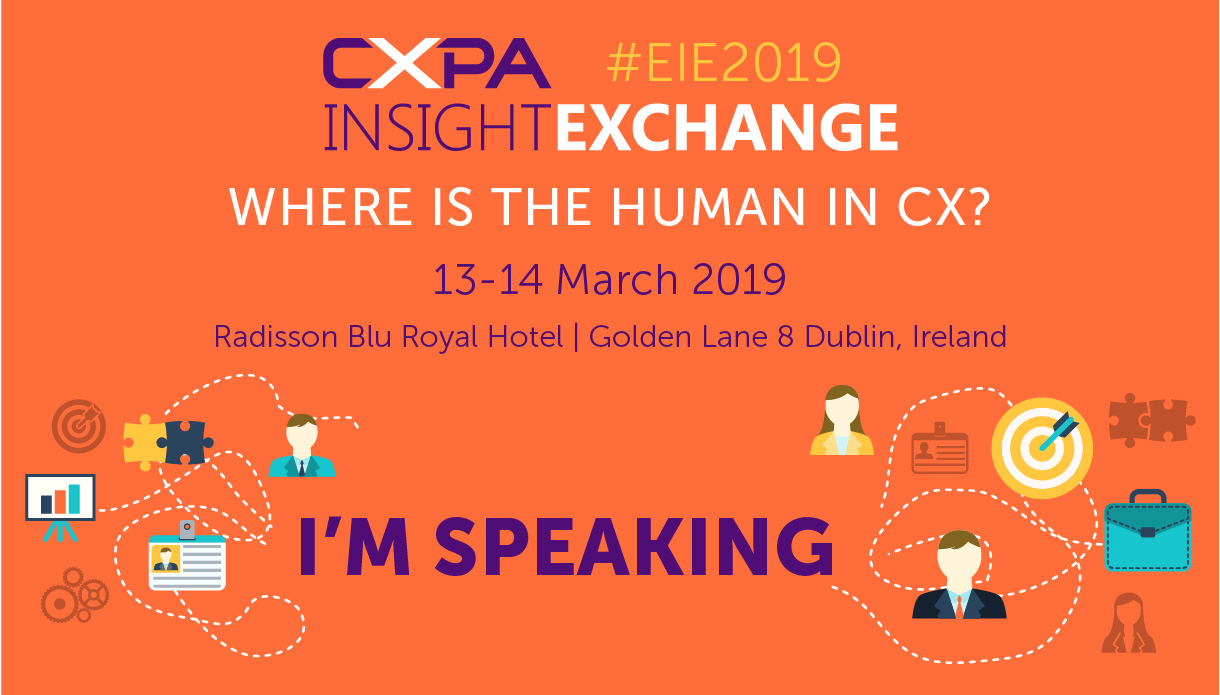 CXPA #EIE2019
INSIGHTEXCHANGE
WHERE IS THE HUMAN IN CX?
13-14 March 2019
Radisson Blu Royal Hotel | Golden Lane 8 Dublin, Ireland
I'M SPEAKING